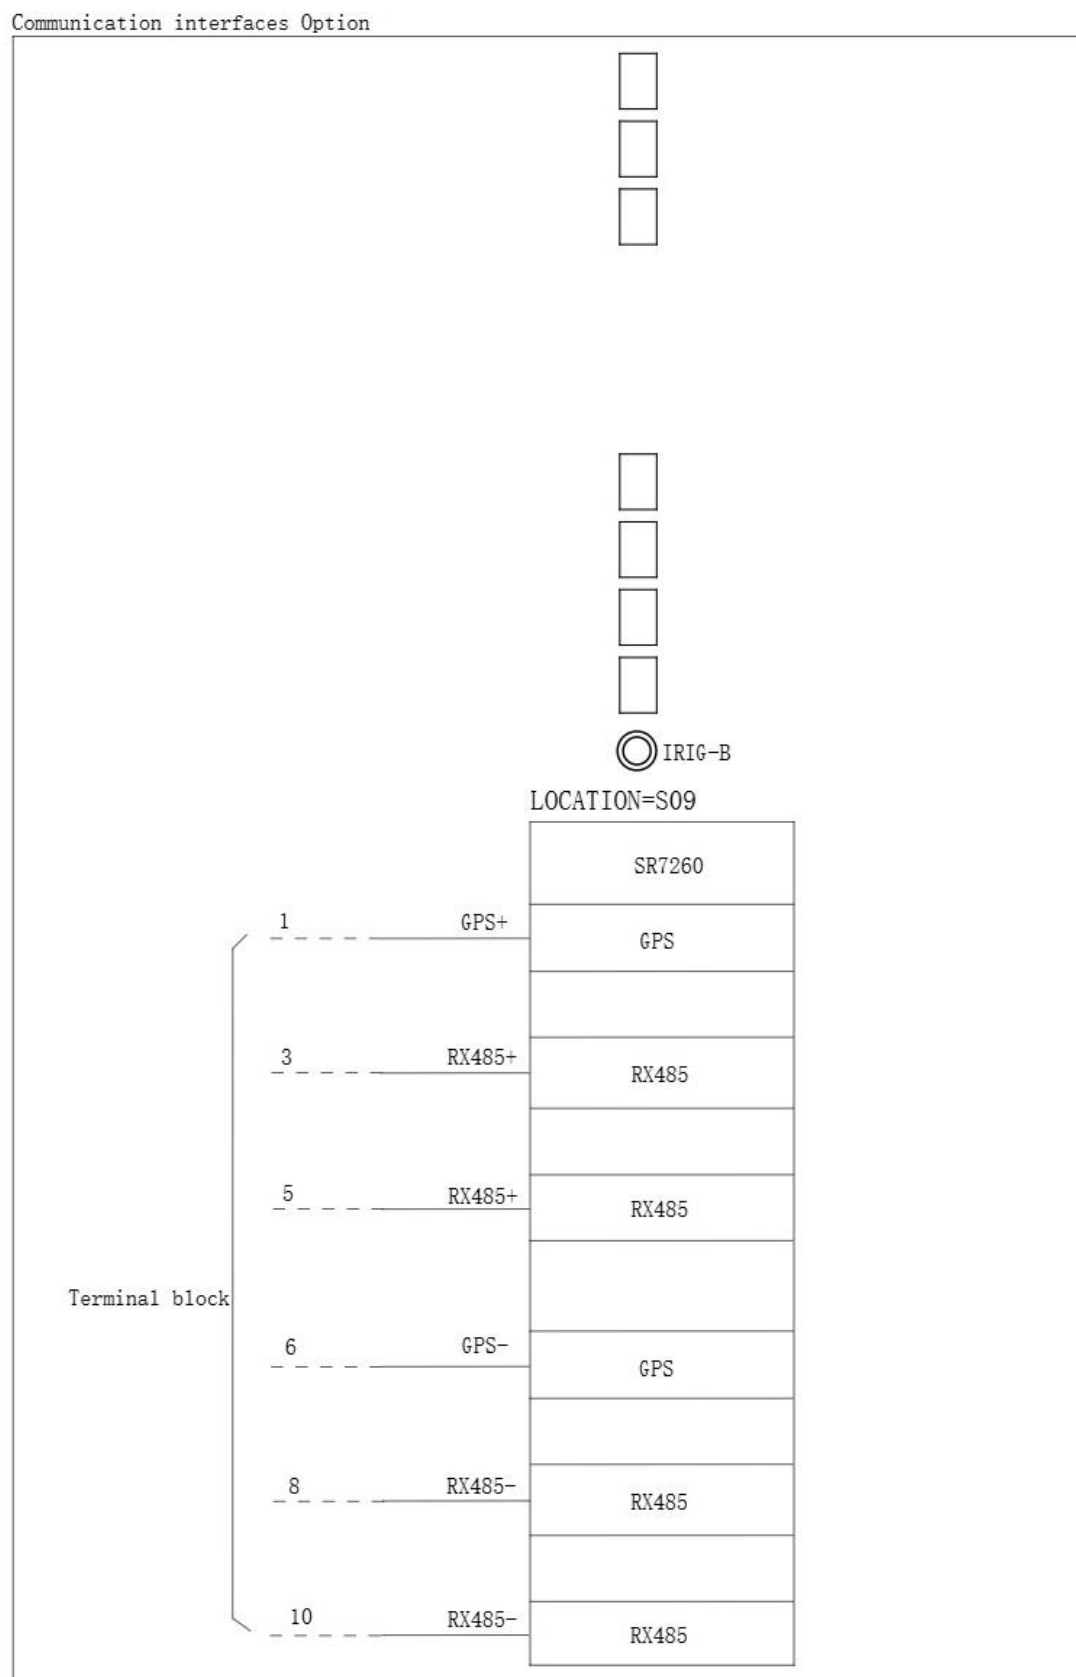 Communication interfaces Option
IRIG-B
LOCATION=S09
SR7260
1 GPS+ GPS
3 RX485+ RX485
5 RX485+ RX485
Terminal block
6 GPS- GPS
8 RX485- RX485
10 RX485- RX485